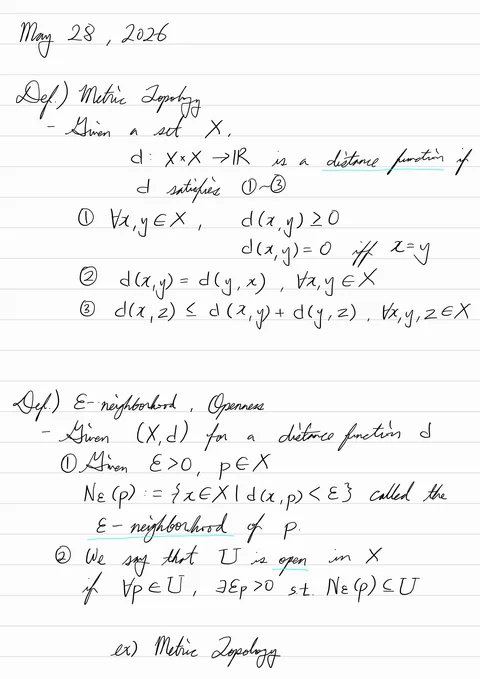 May 28, 2026
Def.) Metric Topology
- Given a set X,
d: X×X → ℝ is a distance function if
d satisfies ①~③
① ∀x,y∈X, d(x,y) ≥ 0
d(x,y) = 0 iff x=y
② d(x,y) = d(y,x), ∀x,y∈X
③ d(x,z) ≤ d(x,y) + d(y,z), ∀x,y,z∈X
Def.) ε-neighborhood, Openness
- Given (X,d) for a distance function d
① Given ε>0, p∈X
Nε(p) := {x∈X | d(x,p) < ε} called the
ε-neighborhood of p.
② We say that U is open in X
if ∀p∈U, ∃εp>0 s.t. Nε(p)⊆U
ex) Metric Topology